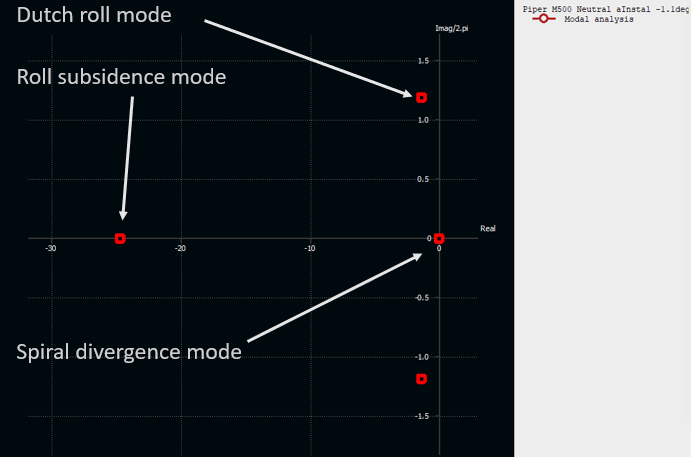 Dutch roll mode
Imag/2.pi
Piper M500 Neutral aInstal -1.1deg
Modal analysis
1.5
Roll subsidence mode
1.0
0.5
Real
0
-30
-20
-10
0
-0.5
Spiral divergence mode
-1.0
-1.5